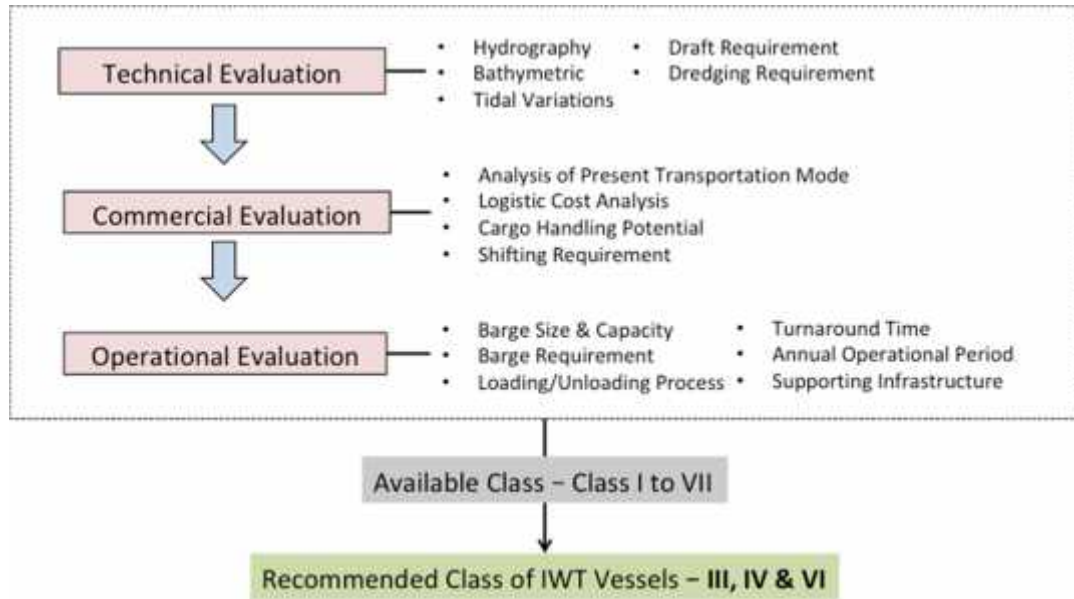 Technical Evaluation
• Hydrography
• Bathymetric
• Tidal Variations
• Draft Requirement
• Dredging Requirement
Commercial Evaluation
• Analysis of Present Transportation Mode
• Logistic Cost Analysis
• Cargo Handling Potential
• Shifting Requirement
Operational Evaluation
• Barge Size & Capacity
• Barge Requirement
• Loading/Unloading Process
• Turnaround Time
• Annual Operational Period
• Supporting Infrastructure
Available Class – Class I to VII
Recommended Class of IWT Vessels – III, IV & VI